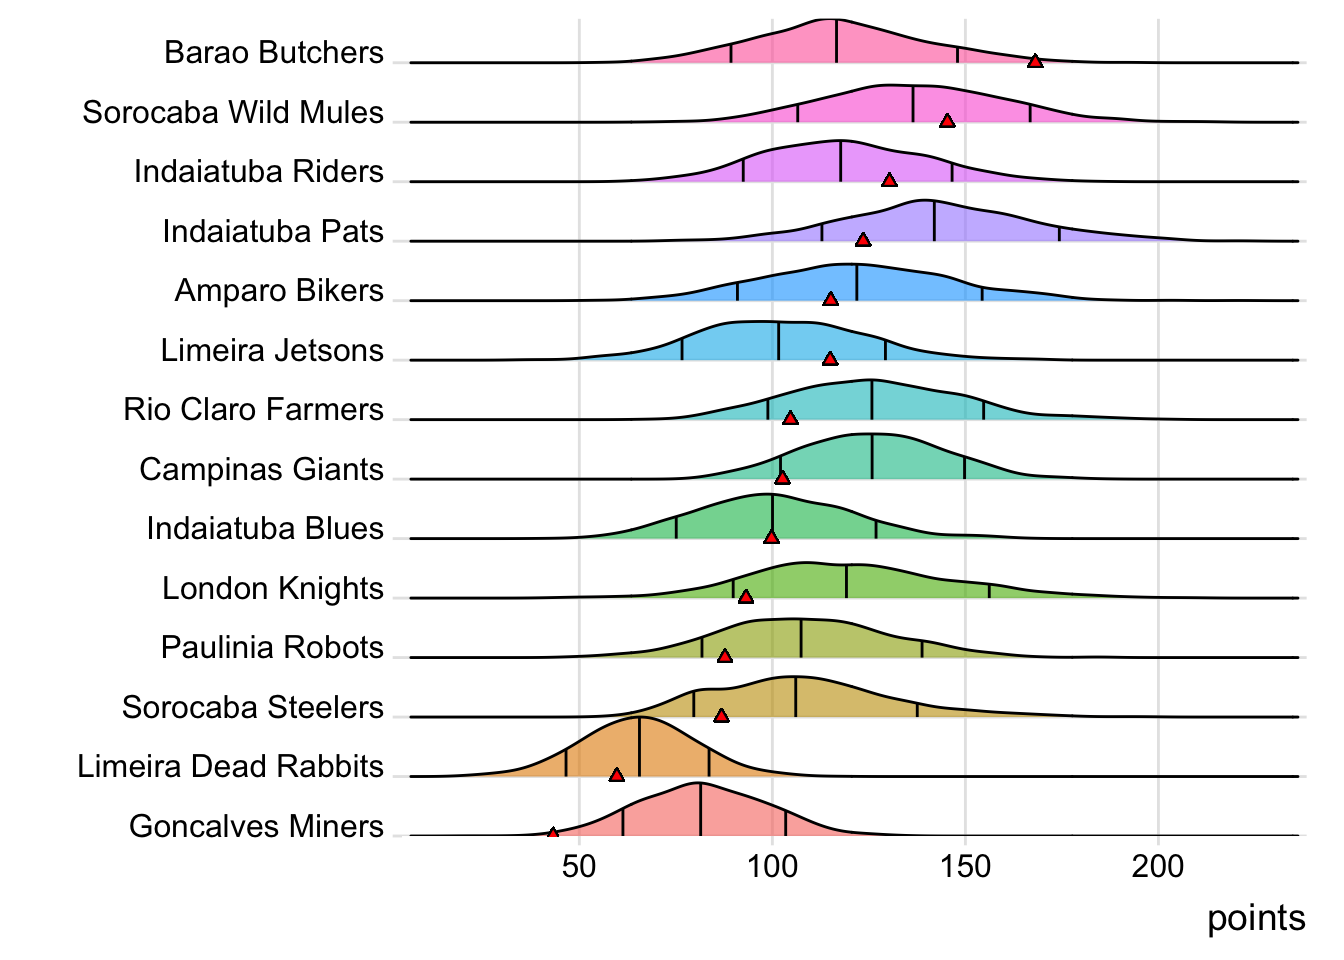 Barao Butchers
Sorocaba Wild Mules
Indaiatuba Riders
Indaiatuba Pats
Amparo Bikers
Limeira Jetsons
Rio Claro Farmers
Campinas Giants
Indaiatuba Blues
London Knights
Paulinia Robots
Sorocaba Steelers
Limeira Dead Rabbits
Goncalves Miners
50 100 150 200
points